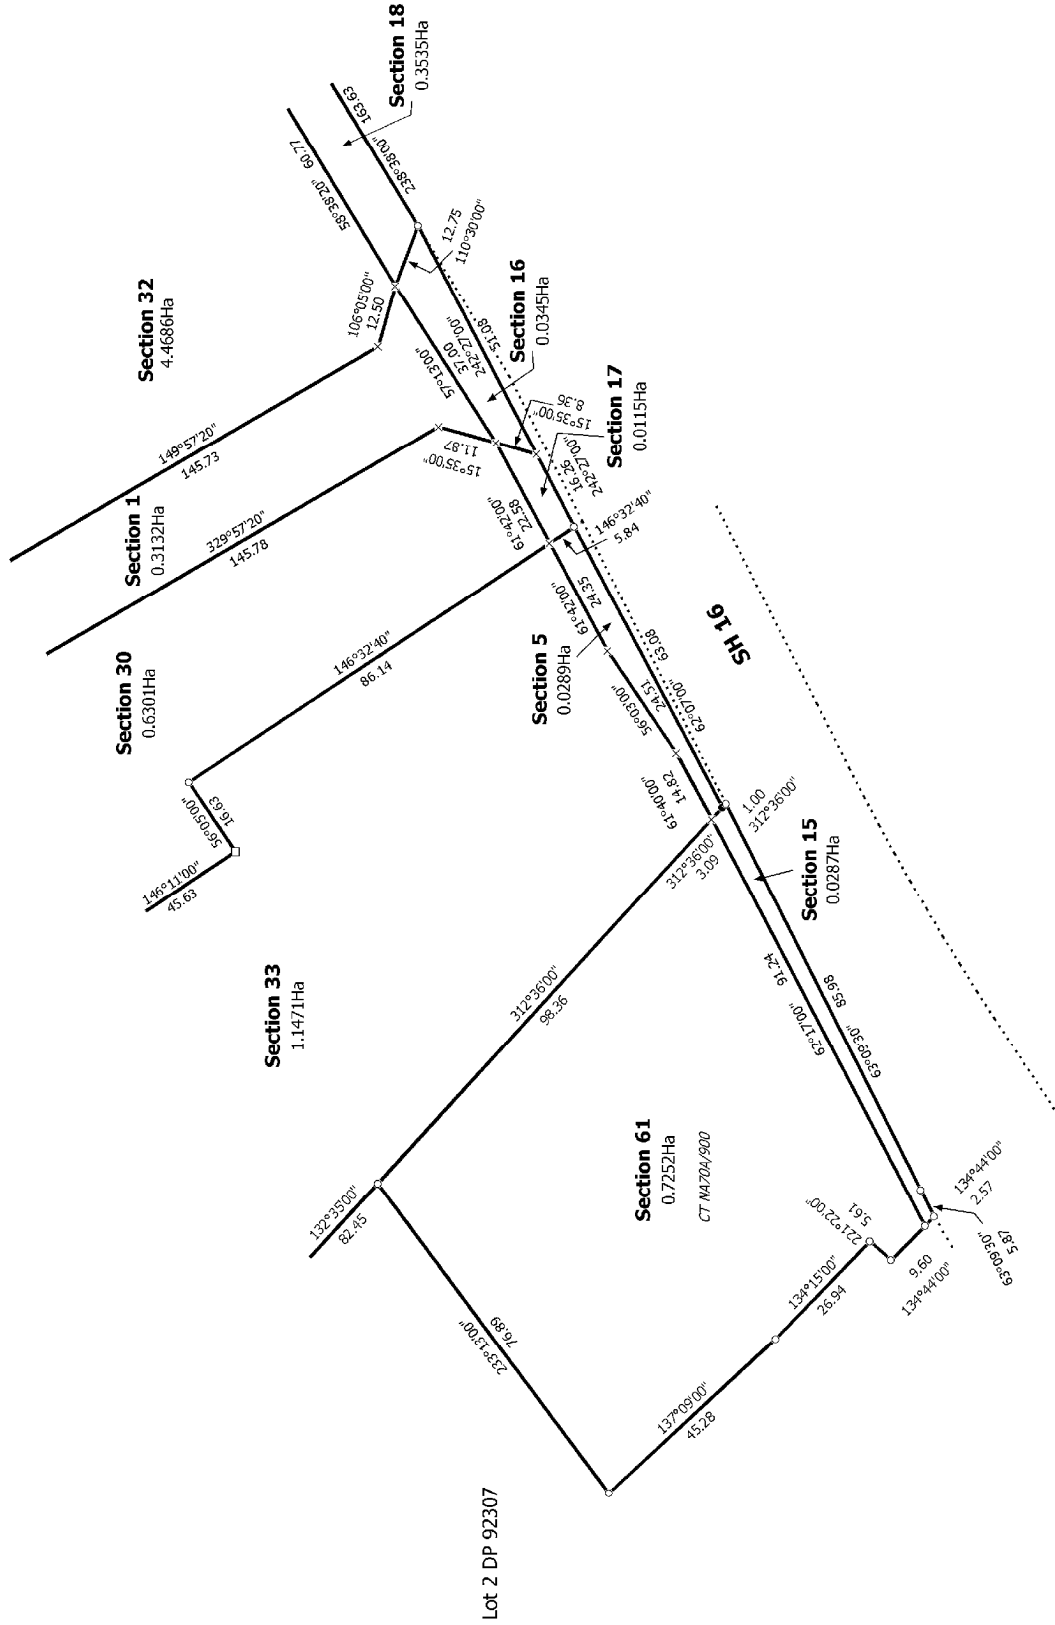 Section 18
0.3535Ha
163.63
238°38'00"
60.77
58°38'20"
12.75
110°30'00"
Section 32
4.4686Ha
106°05'00"
12.50
Section 16
0.0345Ha
51.08
242°27'00"
37.00
57°13'00"
8.36
15°35'00"
Section 17
0.0115Ha
149°57'20"
145.73
11.87
15°35'00"
16.26
242°27'00"
Section 1
0.3132Ha
329°57'20"
145.78
22.58
61°42'00"
146°32'40"
5.84
Section 30
0.6301Ha
146°32'40"
86.14
24.35
61°42'00"
Section 5
0.0289Ha
63.08
62°07'00"
SH 16
24.51
56°03'00"
56°05'00"
16.63
146°11'00"
45.63
14.82
61°40'00"
1.00
312°36'00"
312°36'00"
3.09
Section 15
0.0287Ha
Section 33
1.1471Ha
312°36'00"
98.36
91.24
62°17'00"
85.98
63°09'30"
Section 61
0.7252Ha
CT NA70A/900
132°35'00"
82.45
134°44'00"
2.57
221°22'00"
5.61
5.87
63°09'30"
9.60
134°44'00"
134°15'00"
26.94
76.89
233°13'00"
137°09'00"
45.28
Lot 2 DP 92307